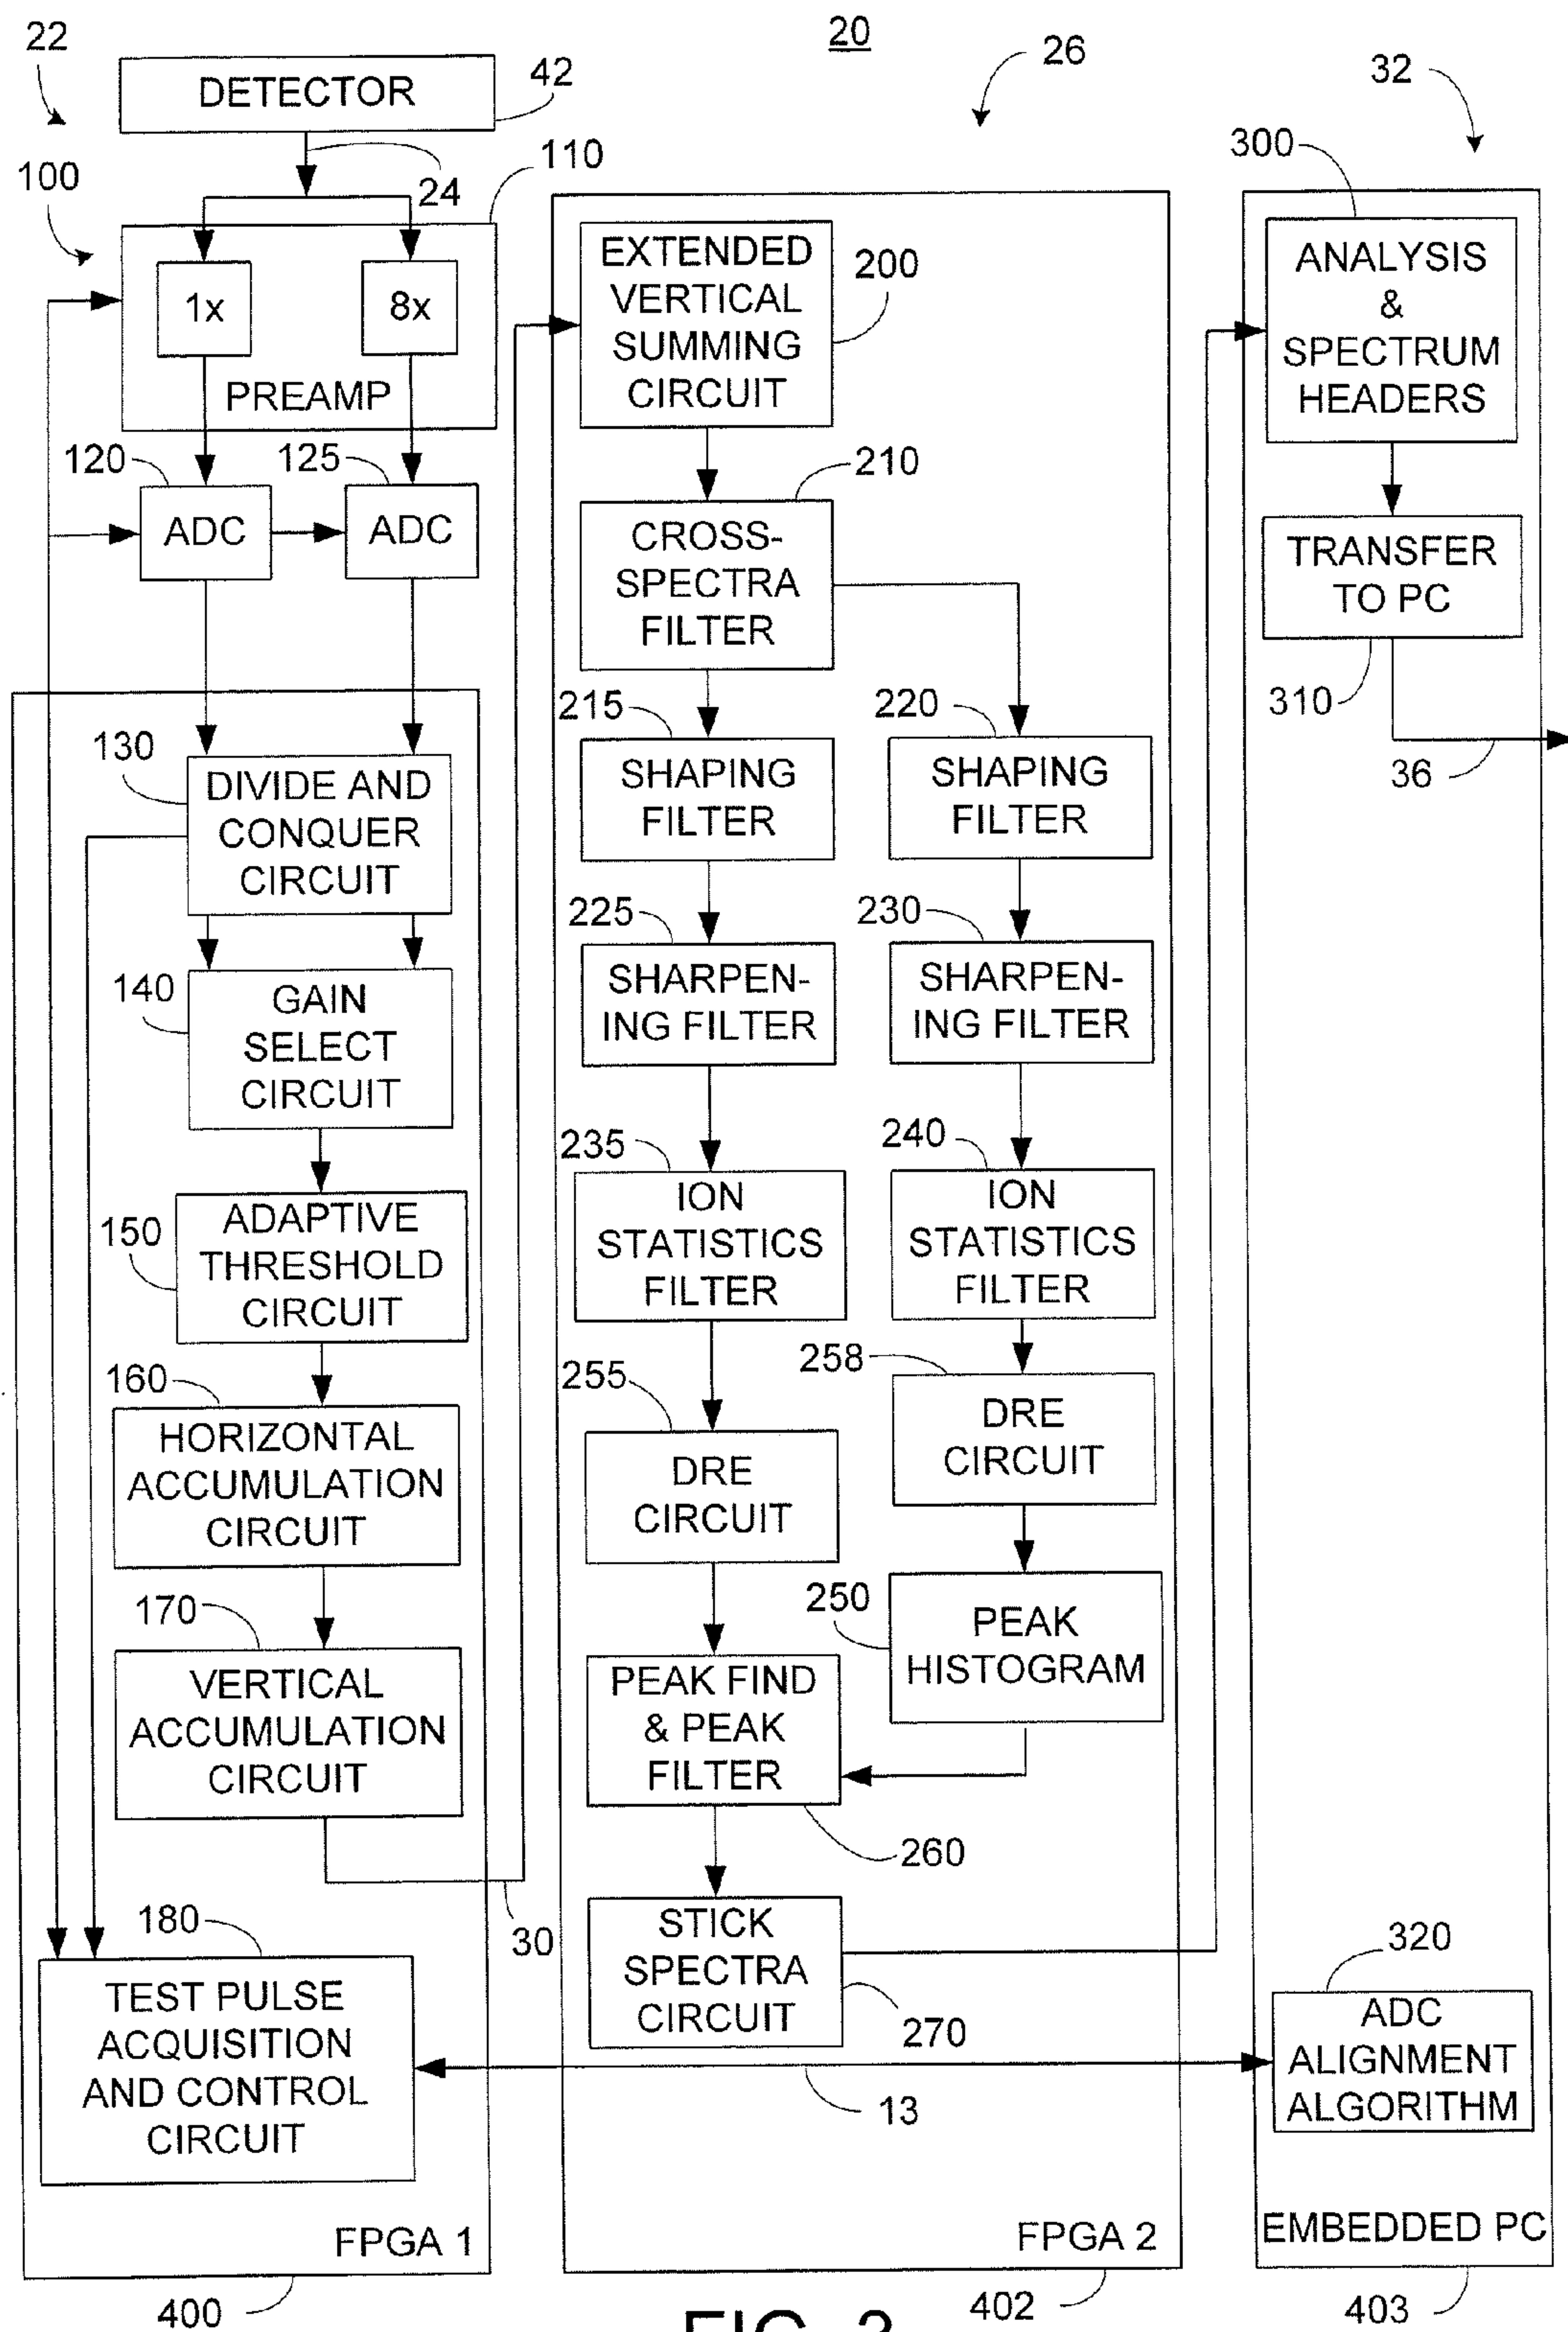 20
22
26
32
DETECTOR
42
24
100
110
1x
8x
PREAMP
120
125
ADC
ADC
130
DIVIDE AND
CONQUER
CIRCUIT
140
GAIN
SELECT
CIRCUIT
150
ADAPTIVE
THRESHOLD
CIRCUIT
160
HORIZONTAL
ACCUMULATION
CIRCUIT
170
VERTICAL
ACCUMULATION
CIRCUIT
30
180
TEST PULSE
ACQUISITION
AND CONTROL
CIRCUIT
FPGA 1
400
EXTENDED
VERTICAL
SUMMING
CIRCUIT
200
210
CROSS-
SPECTRA
FILTER
215
SHAPING
FILTER
220
SHAPING
FILTER
225
SHARPEN-
ING FILTER
230
SHARPEN-
ING FILTER
235
ION
STATISTICS
FILTER
240
ION
STATISTICS
FILTER
255
DRE
CIRCUIT
258
DRE
CIRCUIT
250
PEAK
HISTOGRAM
PEAK FIND
& PEAK
FILTER
260
STICK
SPECTRA
CIRCUIT
270
13
FPGA 2
402
300
ANALYSIS
&
SPECTRUM
HEADERS
TRANSFER
TO PC
310
36
320
ADC
ALIGNMENT
ALGORITHM
EMBEDDED PC
403